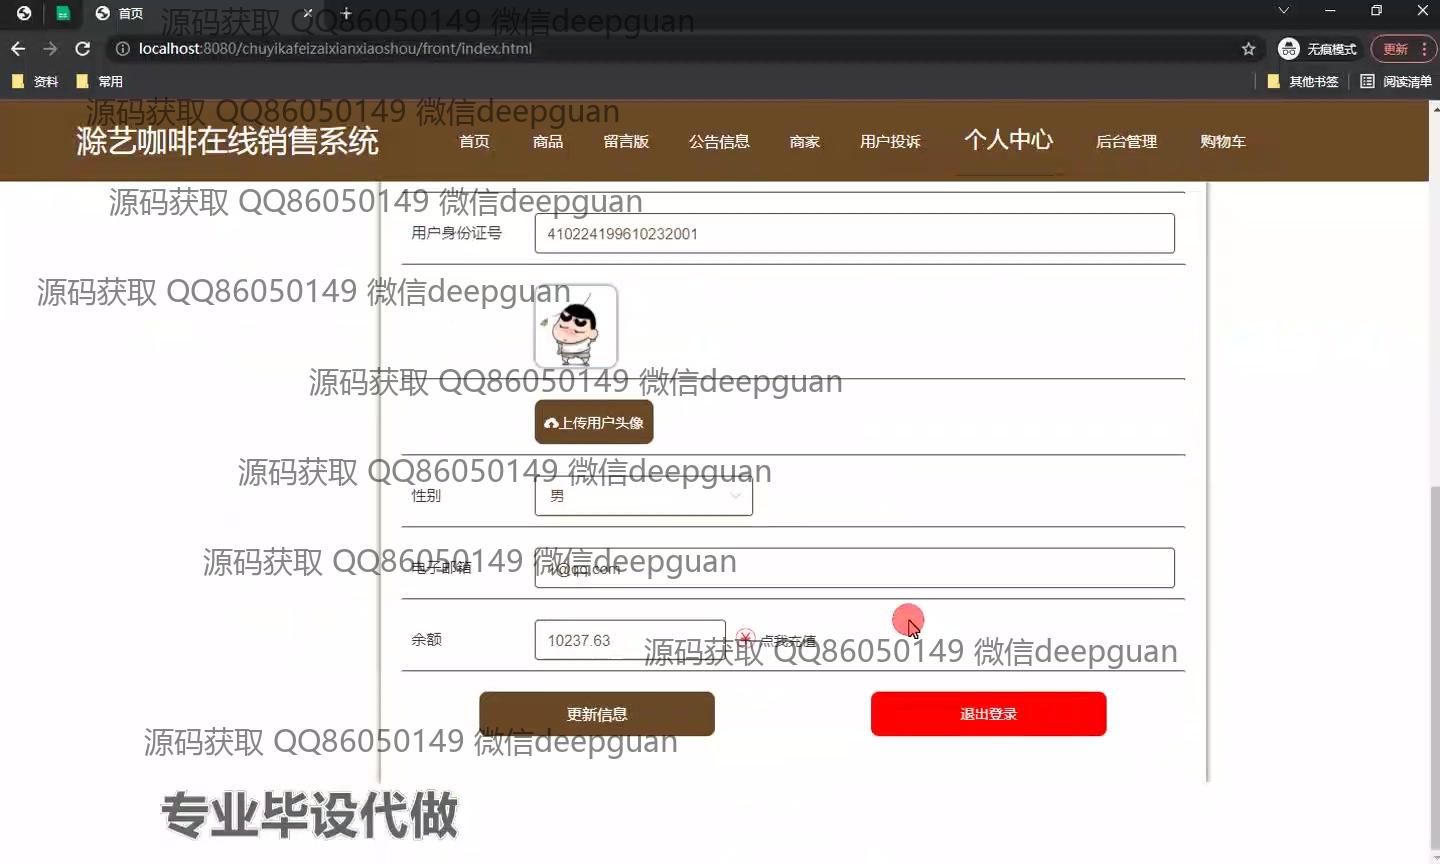 首页
源码获取 QQ86050149 微信deepguan
localhost:8080/chuyikafeizaixianxiaoshou/front/index.html
无痕模式
更新
资料
常用
其他书签
阅读清单
源码获取 QQ86050149 微信deepguan
滁艺咖啡在线销售系统
首页
商品
留言版
公告信息
商家
用户投诉
个人中心
后台管理
购物车
源码获取 QQ86050149 微信deepguan
用户身份证号
410224199610232001
源码获取 QQ86050149 微信deepguan
源码获取 QQ86050149 微信deepguan
上传用户头像
源码获取 QQ86050149 微信deepguan
性别
男
源码获取 QQ86050149 微信deepguan
电子邮箱
余额
10237.63
点我充值
源码获取 QQ86050149 微信deepguan
更新信息
退出登录
源码获取 QQ86050149 微信deepguan
专业毕设代做